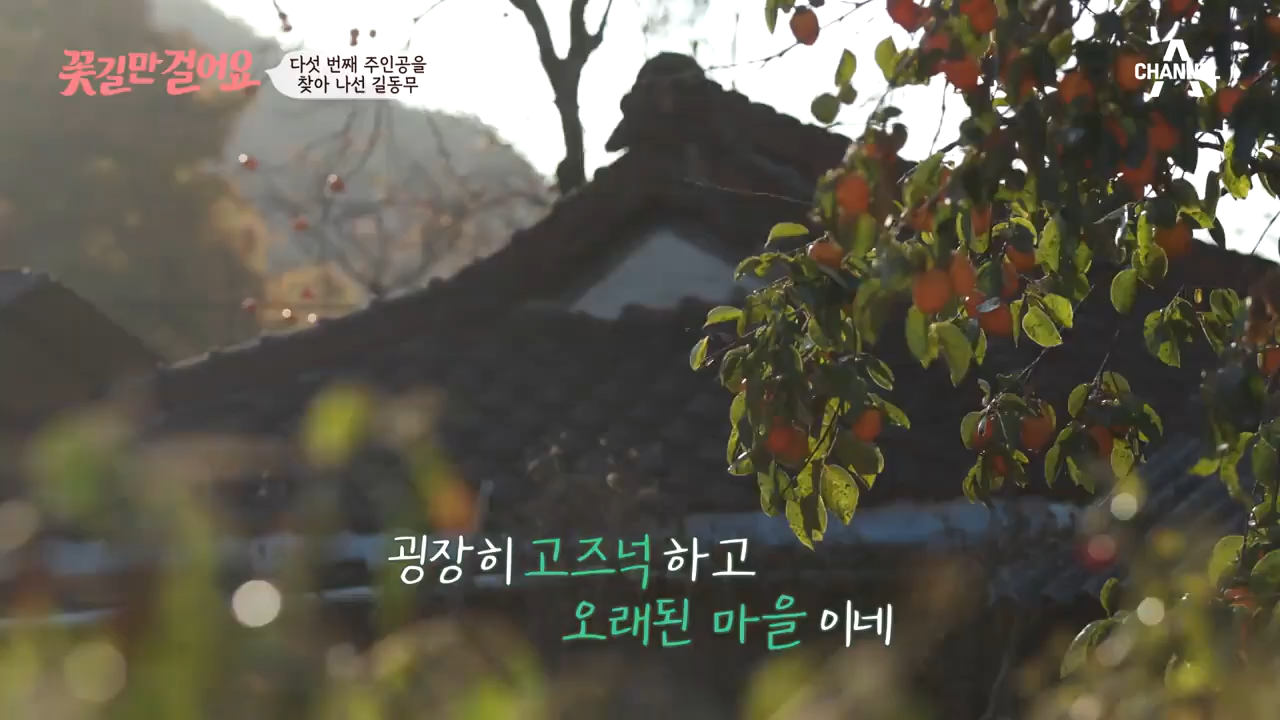 꽃길만 걸어요
다섯 번째 주인공을
찾아 나선 길동무
CHANNEL A
굉장히 고즈넉하고
오래된 마을이네